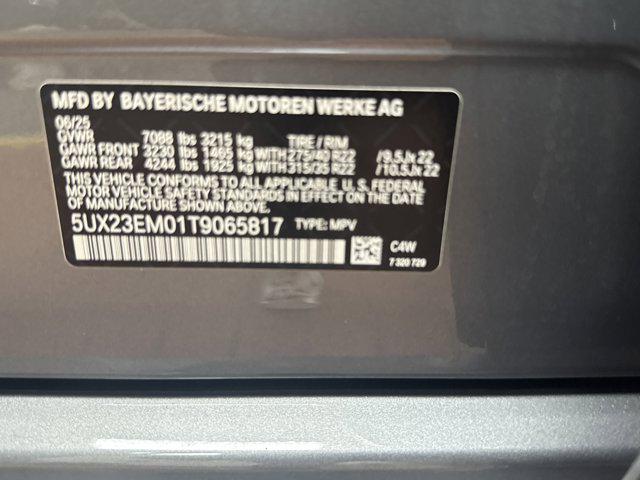 MFD BY BAYERISCHE MOTOREN WERKE AG
06/25
GVWR 7088 lbs 3215 kg TIRE / RIM
GAWR FRONT 3230 lbs 1465 kg WITH 275/40 R22 /9.5Jx22
GAWR REAR 4244 lbs 1925 kg WITH 315/35 R22 /10.5Jx22
THIS VEHICLE CONFORMS TO ALL APPLICABLE U. S. FEDERAL
MOTOR VEHICLE SAFETY STANDARDS IN EFFECT ON THE DATE
OF MANUFACTURE SHOWN ABOVE.
5UX23EM01T9065817 TYPE: MPV
C4W
7 320 729